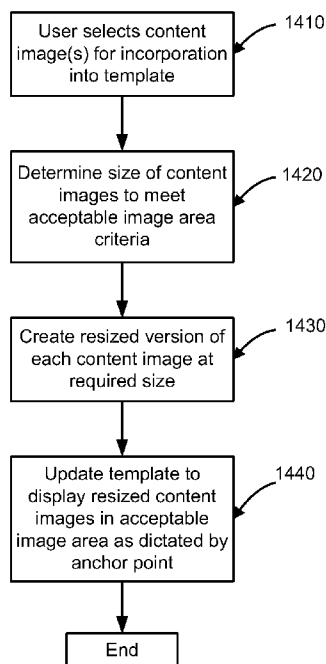 User selects content
image(s) for incorporation
into template
1410
Determine size of content
images to meet
acceptable image area
criteria
1420
Create resized version of
each content image at
required size
1430
Update template to
display resized content
images in acceptable
image area as dictated by
anchor point
1440
End